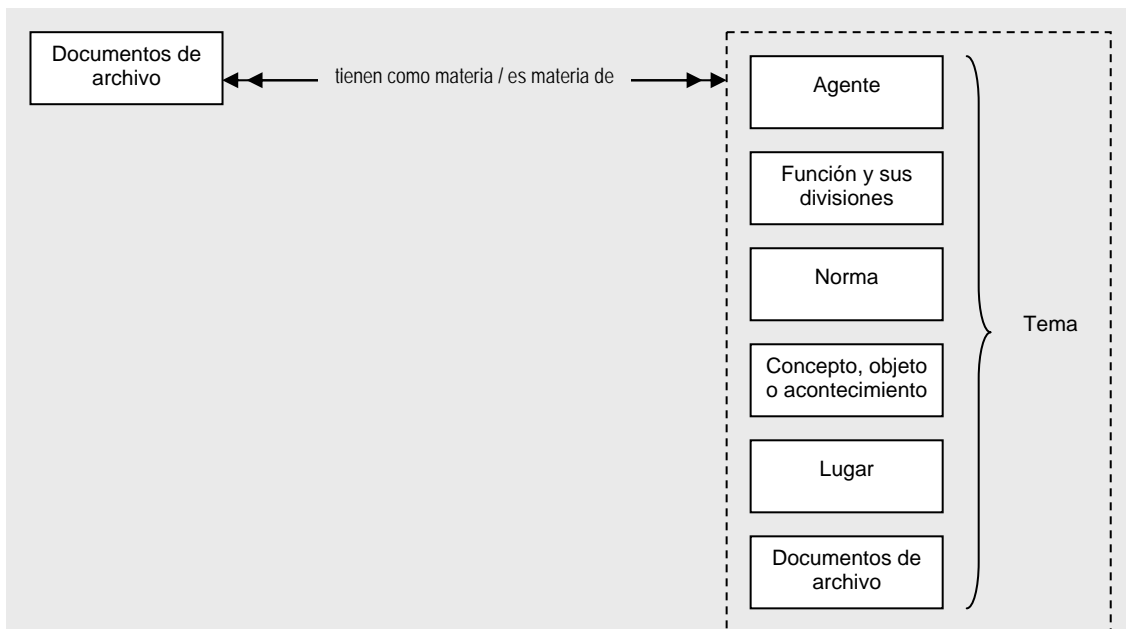 Documentos de
archivo
tienen como materia / es materia de
Agente
Función y sus
divisiones
Norma
Tema
Concepto, objeto
o acontecimiento
Lugar
Documentos de
archivo